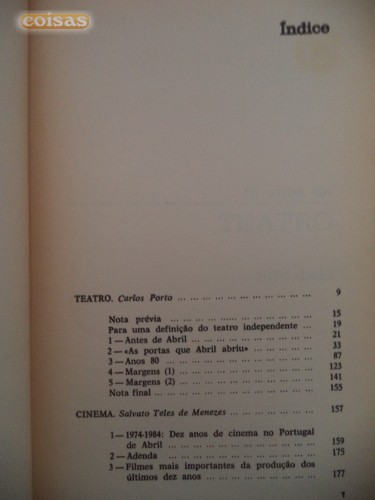 coisas
Índice
TEATRO
TEATRO. Carlos Porto ... ... ... ... ... ... ... ... ... ... ... 9
Nota prévia ... ... ... ... ... ... ... ... ... ... ... ... 15
Para uma definição do teatro independente ... ... 19
1—Antes de Abril ... ... ... ... ... ... ... ... ... ... 21
2—«As portas que Abril abriu» ... ... ... ... ... ... 33
3—Anos 80 ... ... ... ... ... ... ... ... ... ... ... ... 87
4—Margens (1) ... ... ... ... ... ... ... ... ... ... ... 123
5—Margens (2) ... ... ... ... ... ... ... ... ... ... ... 141
Nota final ... ... ... ... ... ... ... ... ... ... ... ... 155
CINEMA. Salvato Teles de Menezes ... ... ... ... ... ... ... 157
1—1974-1984: Dez anos de cinema no Portugal
de Abril ... ... ... ... ... ... ... ... ... ... ... ... 159
2—Adenda ... ... ... ... ... ... ... ... ... ... ... ... 175
3—Filmes mais importantes da produção dos
últimos dez anos ... ... ... ... ... ... ... ... ... 177